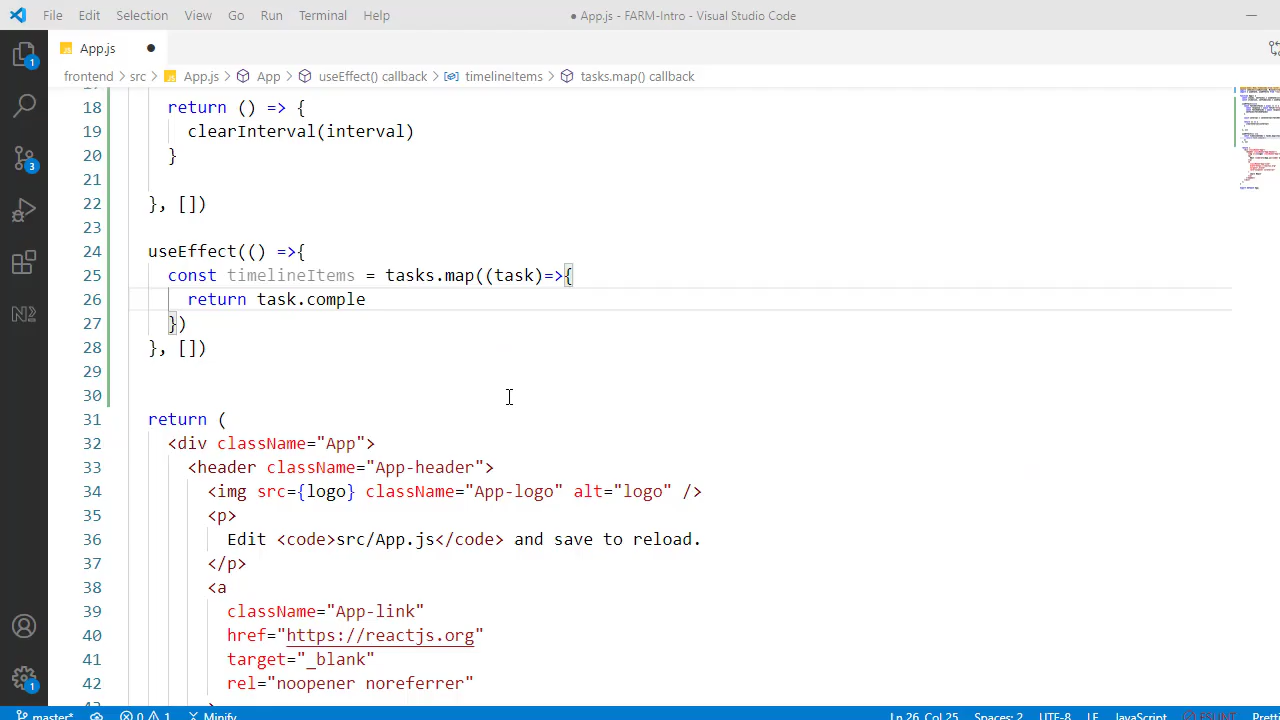 File Edit Selection View Go Run Terminal Help ● App.js - FARM-Intro - Visual Studio Code
App.js
frontend > src > App.js > App > useEffect() callback > timelineItems > tasks.map() callback
18 return () => {
19 clearInterval(interval)
20 }
21
22 }, [])
23
24 useEffect(() =>{
25 const timelineItems = tasks.map((task)=>{
26 return task.comple
27 })
28 }, [])
29
30
31 return (
32 <div className="App">
33 <header className="App-header">
34 <img src={logo} className="App-logo" alt="logo" />
35 <p>
36 Edit <code>src/App.js</code> and save to reload.
37 </p>
38 <a
39 className="App-link"
40 href="https://reactjs.org"
41 target="_blank"
42 rel="noopener noreferrer"
1
3
1
master* 0 1 Minify Ln 26, Col 25 Spaces: 2 UTF-8 LF JavaScript ESLINT